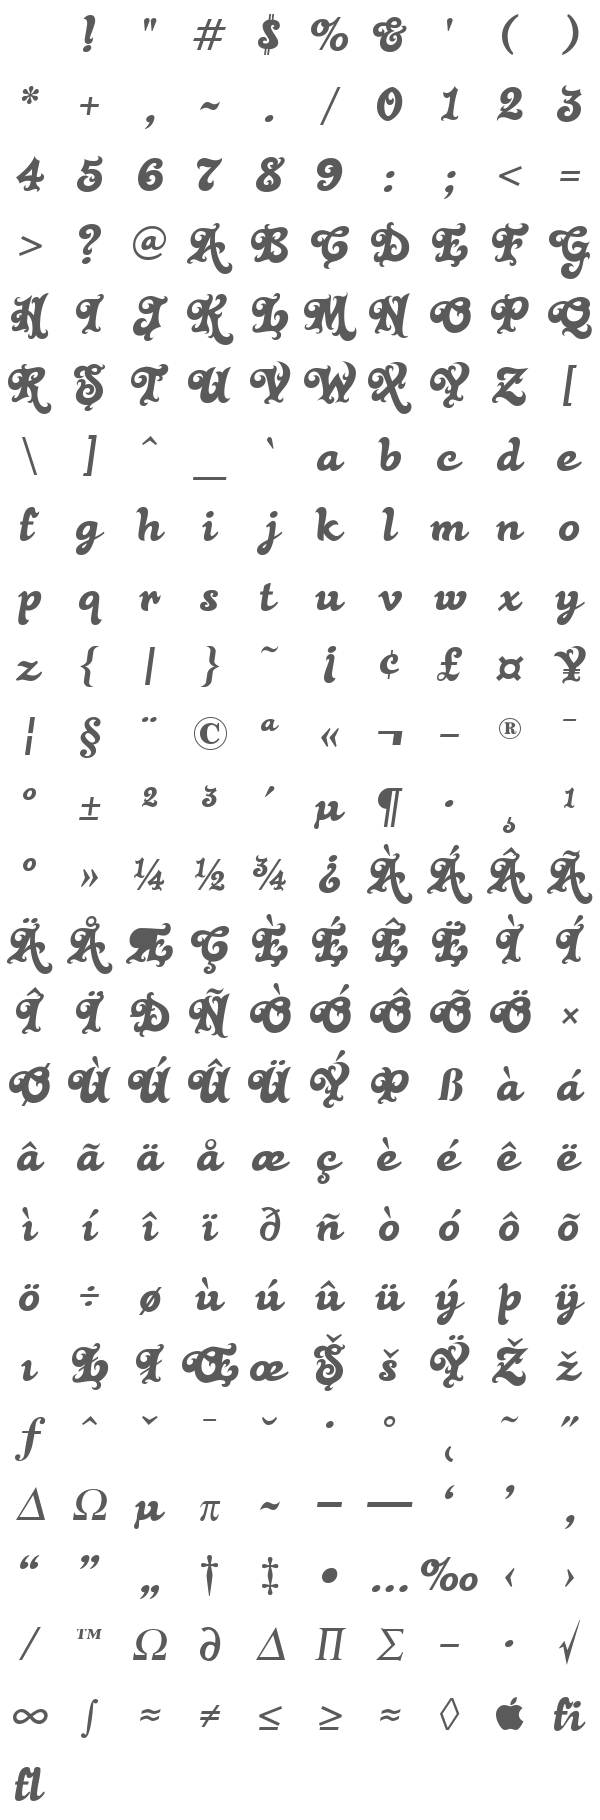 ! " # $ % & ' ( )
* + , ~ . / 0 1 2 3
4 5 6 7 8 9 : ; < =
> ? @ A B C D E F G
H I J K L M N O P Q
R S T U V W X Y Z [
\ ] ^ _ ` a b c d e
f g h i j k l m n o
p q r s t u v w x y
z { | } ~ ¡ ¢ £ ¤ ¥
¦ § ¨ © ª « ¬ – ® ¯
º ± ² ³ ´ µ ¶ · ¸ ¹
º » ¼ ½ ¾ ¿ À Á Â Ã
Ä Å Æ Ç È É Ê Ë Ì Í
Î Ï Ð Ñ Ò Ó Ô Õ Ö ×
Ø Ù Ú Û Ü Ý Þ ß à á
â ã ä å æ ç è é ê ë
ì í î ï ð ñ ò ó ô õ
ö ÷ ø ù ú û ü ý þ ÿ
ı Ł ł Œ œ Š š Ÿ Ž ž
ƒ ˆ ˇ ˉ ˘ ˙ ˚ ˛ ˜ ˝
Δ Ω μ π ~ – — ‘ ’ ‚
“ ” „ † ‡ • … ‰ ‹ ›
⁄ ™ Ω ∂ ∆ ∏ ∑ − ∙ √
∞ ∫ ≈ ≠ ≤ ≥ ≈ ◊  fi
fl